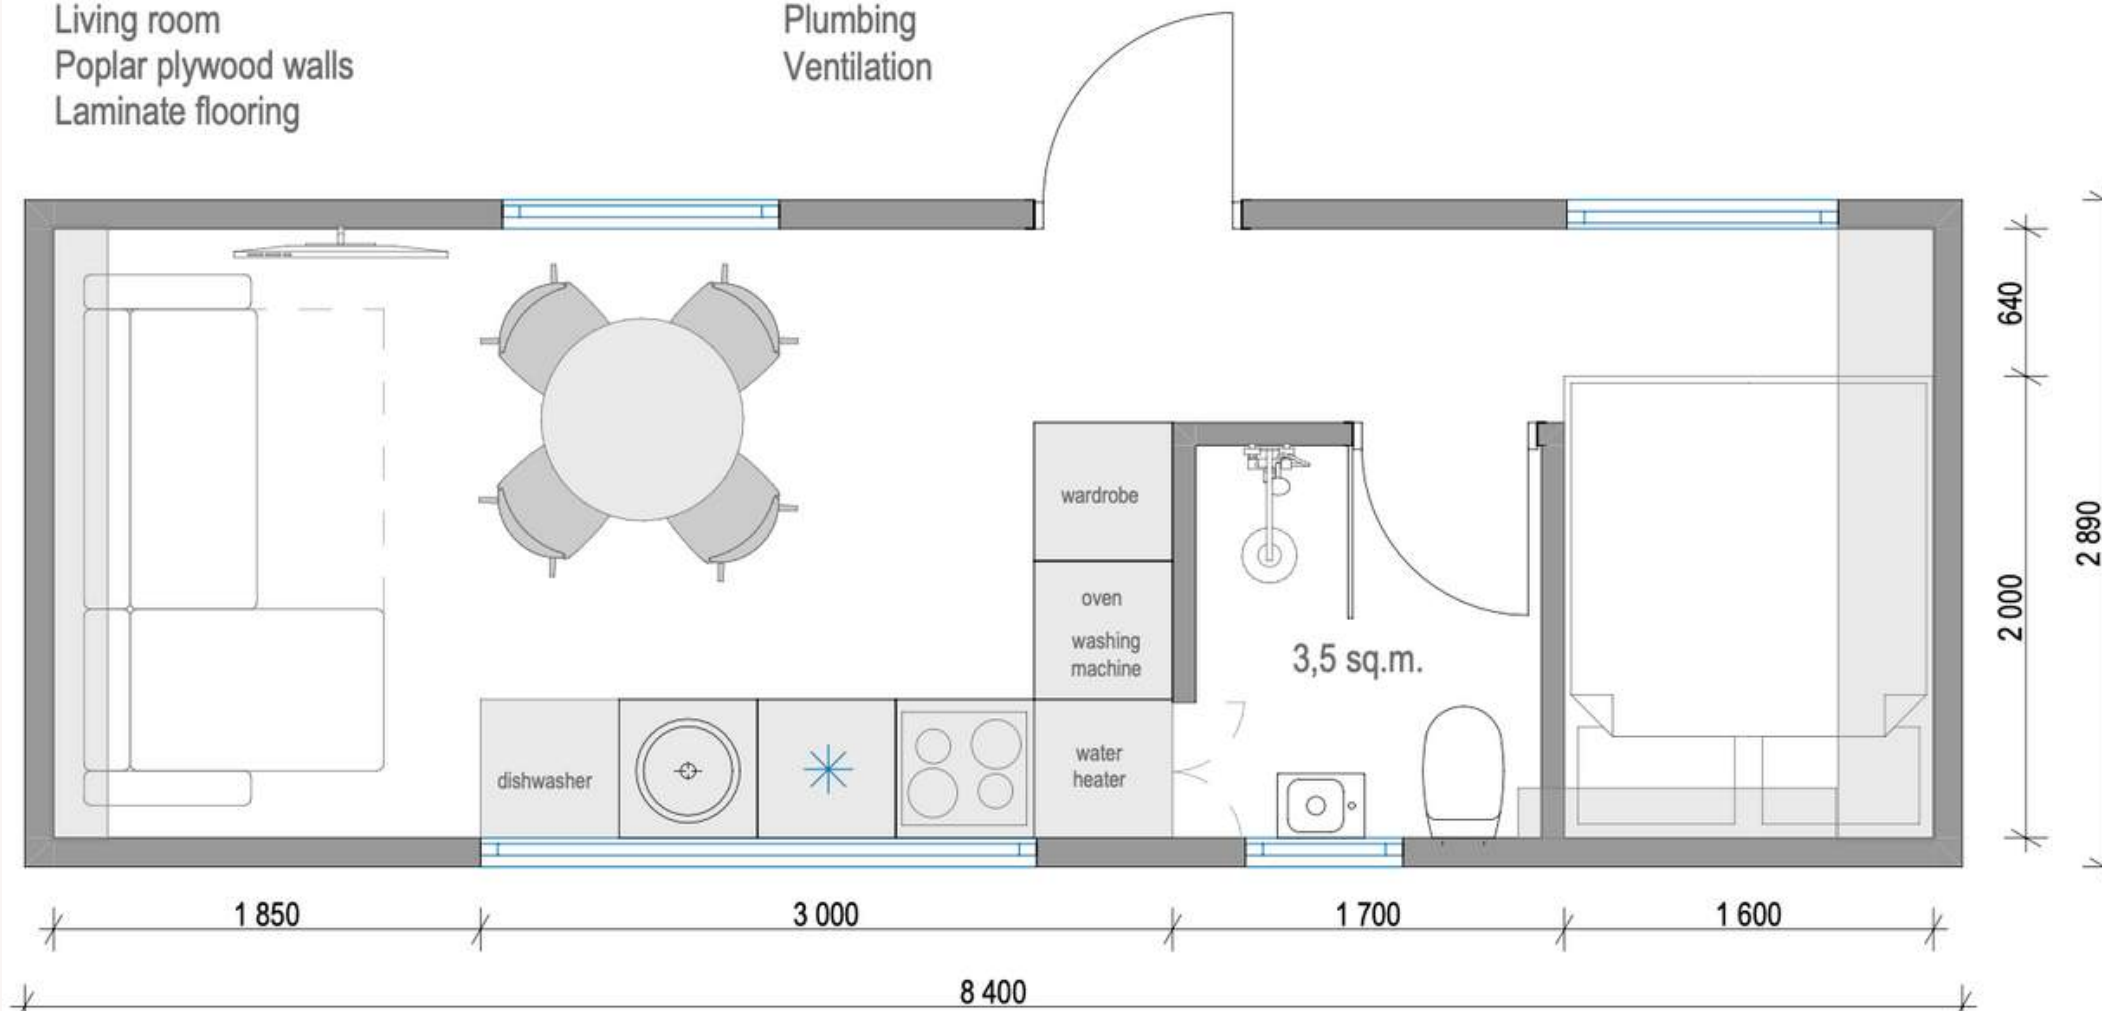 Living room
Poplar plywood walls
Laminate flooring
Plumbing
Ventilation
640
wardrobe
2 890
oven
washing
machine
2 000
3,5 sq.m.
water
heater
dishwasher
1 850
3 000
1 700
1 600
8 400